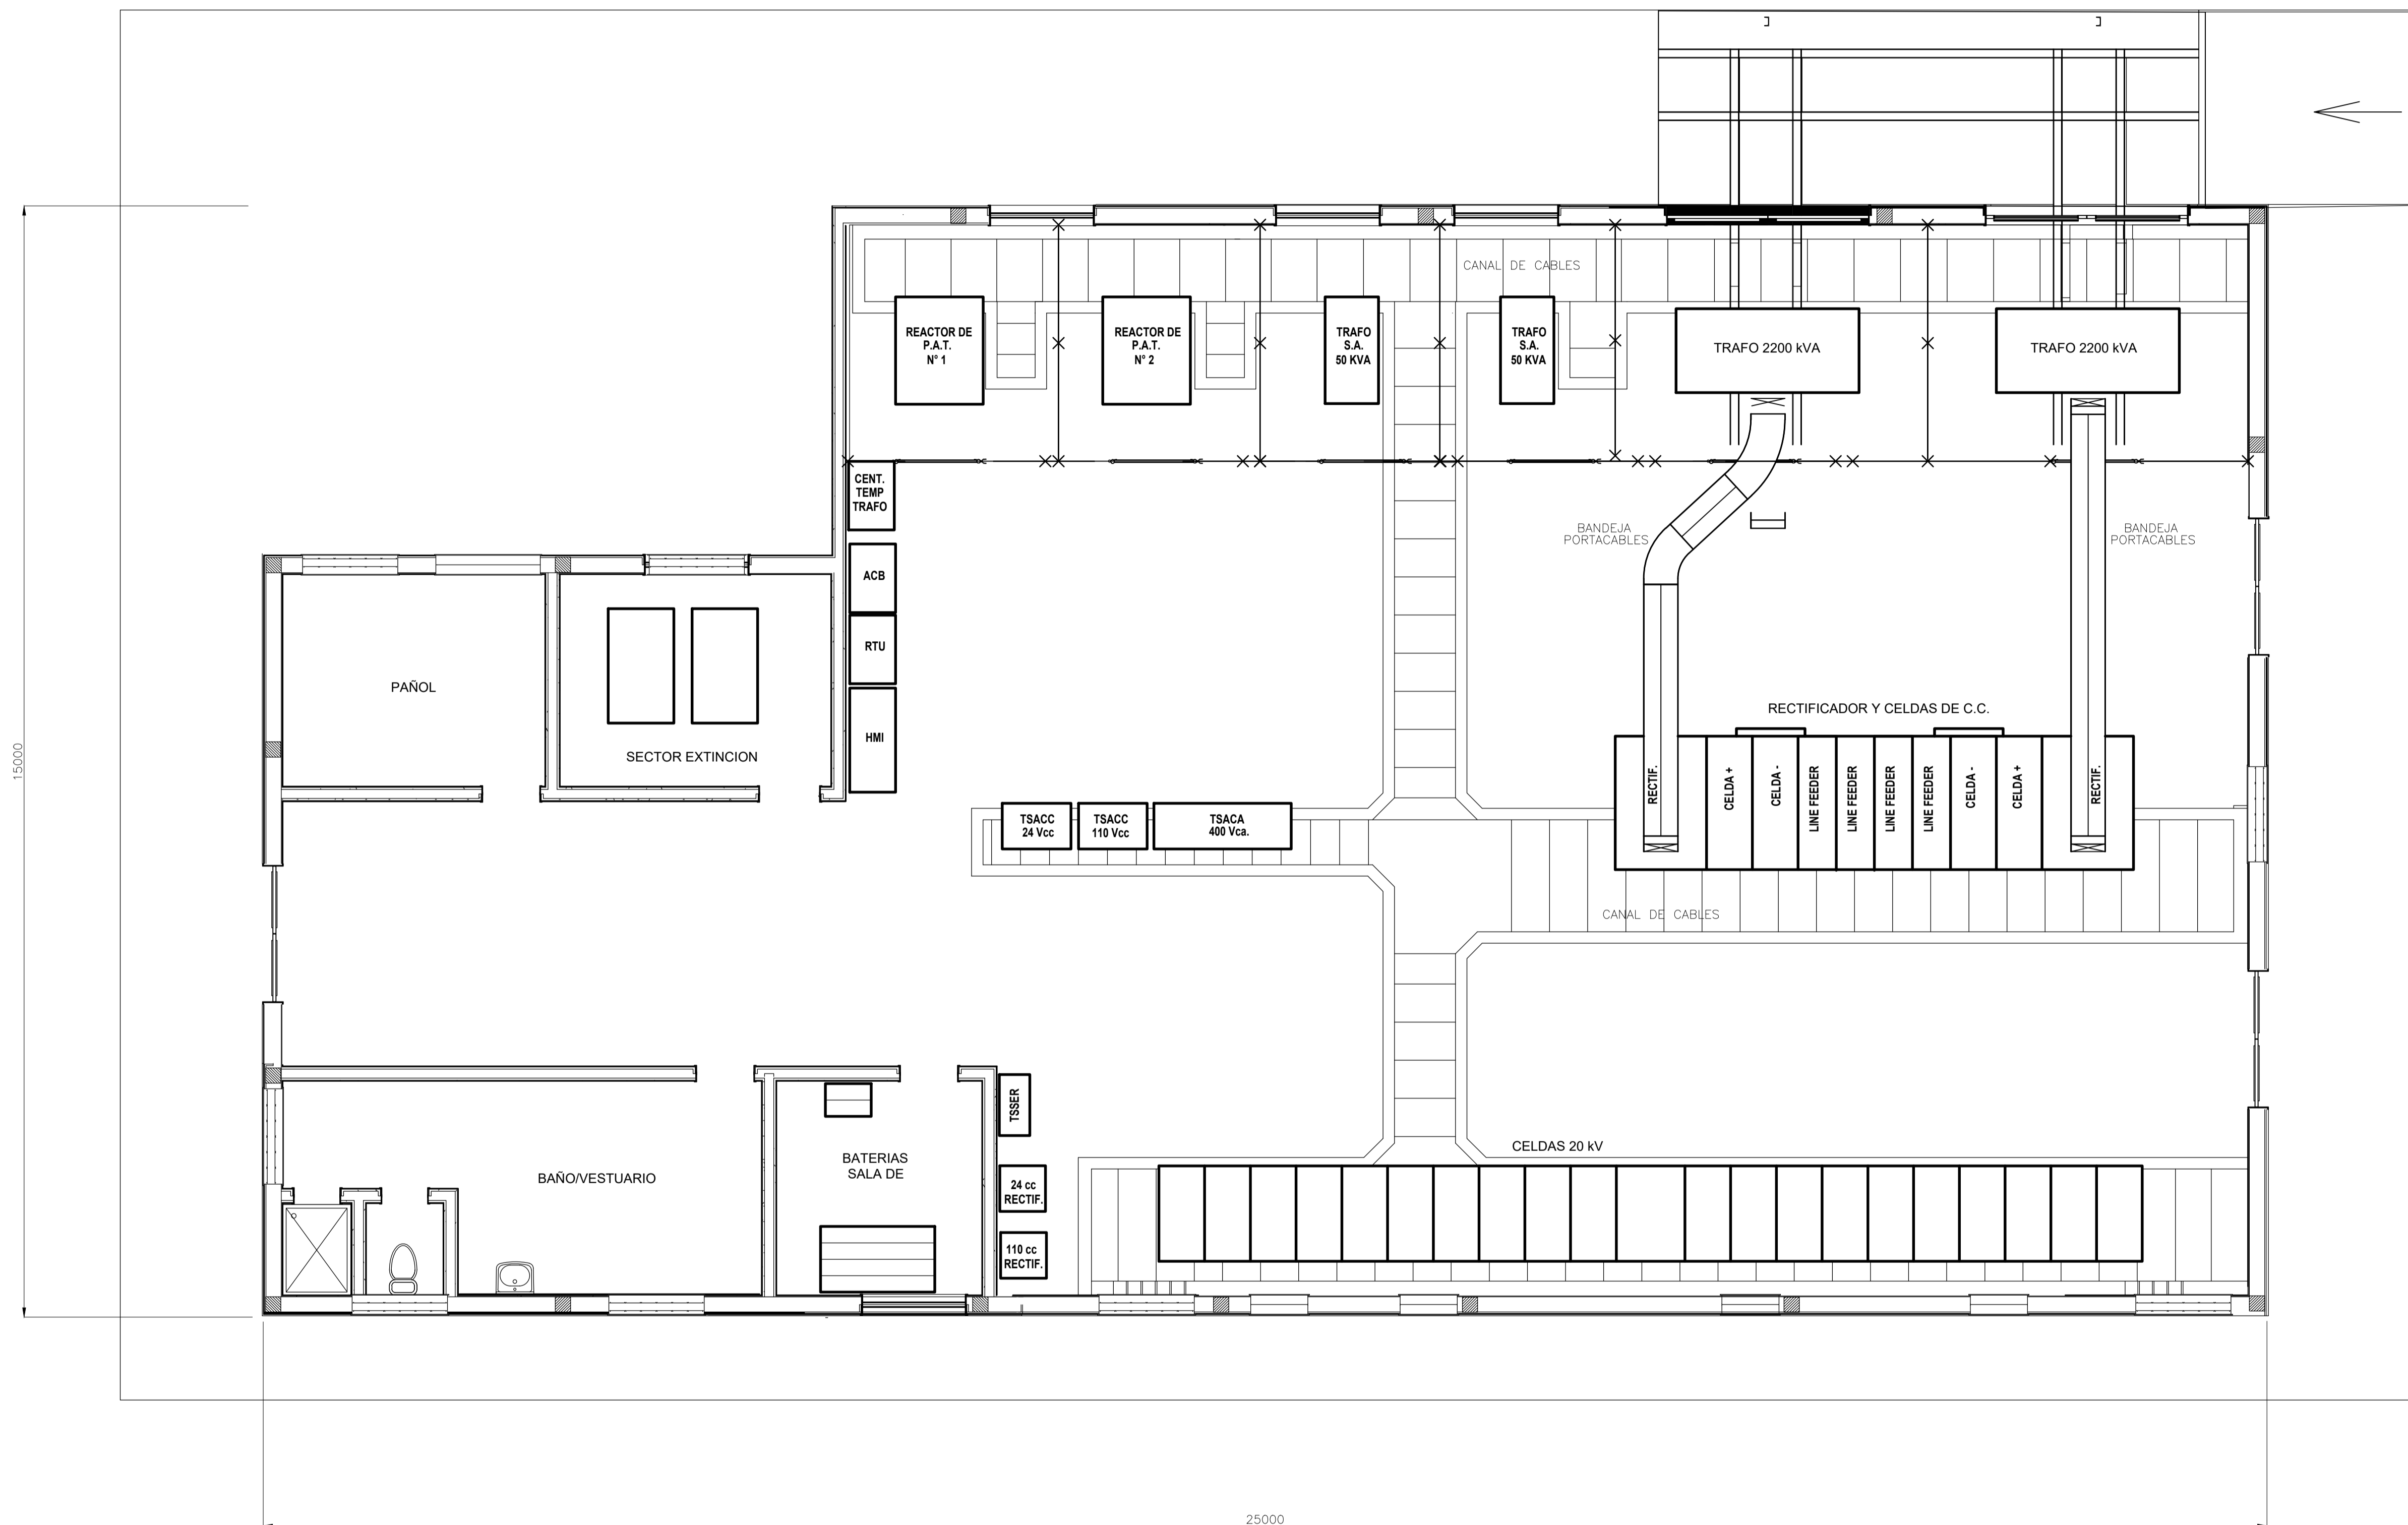 CANAL DE CABLES
REACTOR DE
P.A.T.
N° 1
REACTOR DE
P.A.T.
N° 2
TRAFO
S.A.
50 KVA
TRAFO
S.A.
50 KVA
TRAFO 2200 kVA
TRAFO 2200 kVA
CENT.
TEMP
TRAFO
BANDEJA
PORTACABLES
BANDEJA
PORTACABLES
ACB
RTU
HMI
PAÑOL
SECTOR EXTINCION
15000
RECTIFICADOR Y CELDAS DE C.C.
RECTIF.
CELDA +
CELDA -
LINE FEEDER
LINE FEEDER
LINE FEEDER
LINE FEEDER
CELDA -
CELDA +
RECTIF.
TSACC
24 Vcc
TSACC
110 Vcc
TSACA
400 Vca.
CANAL DE CABLES
TSSER
CELDAS 20 kV
BATERIAS
SALA DE
BAÑO/VESTUARIO
24 cc
RECTIF.
110 cc
RECTIF.
25000